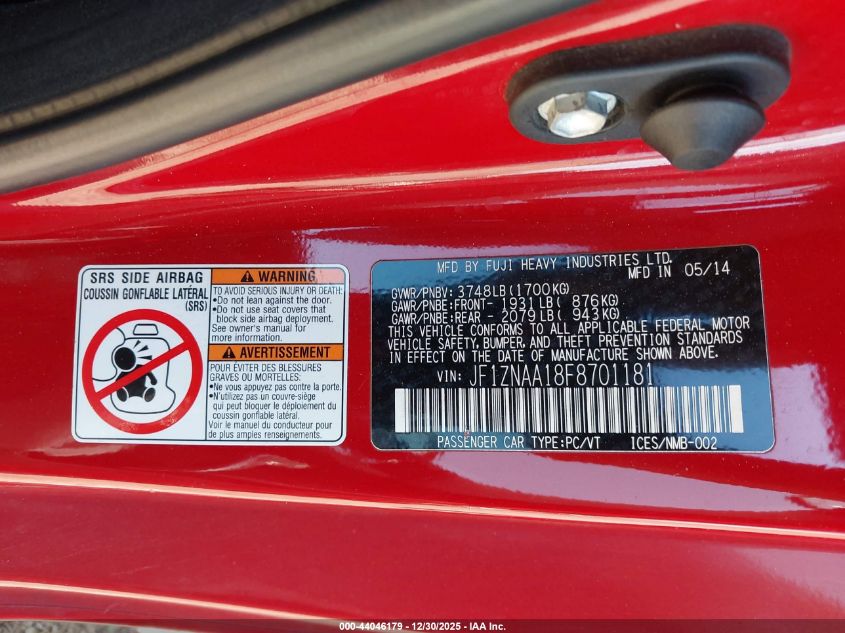 SRS SIDE AIRBAG
COUSSIN GONFLABLE LATÉRAL
(SRS)
WARNING
TO AVOID SERIOUS INJURY OR DEATH:
•Do not lean against the door.
•Do not use seat covers that
block side airbag deployment.
See owner's manual for
more information.
AVERTISSEMENT
POUR ÉVITER DES BLESSURES
GRAVES OU MORTELLES:
•Ne vous appuyez pas contre la porte.
•N'utilisez pas un couvre-siège
qui peut bloquer le déploiement du
coussin gonflable latéral.
Voir le manuel du conducteur pour
de plus amples renseignements.
MFD BY FUJI HEAVY INDUSTRIES LTD.
MFD IN 05/14
GVWR/PNBV: 3748LB(1700KG)
GAWR/PNBE:FRONT- 1931LB( 876KG)
GAWR/PNBE:REAR - 2079LB( 943KG)
THIS VEHICLE CONFORMS TO ALL APPLICABLE FEDERAL MOTOR
VEHICLE SAFETY, BUMPER, AND THEFT PREVENTION STANDARDS
IN EFFECT ON THE DATE OF MANUFACTURE SHOWN ABOVE.
VIN: JF1ZNAA18F8701181
PASSENGER CAR TYPE:PC/VT ICES/NMB-002
000-44046179 - 12/30/2025 - IAA Inc.